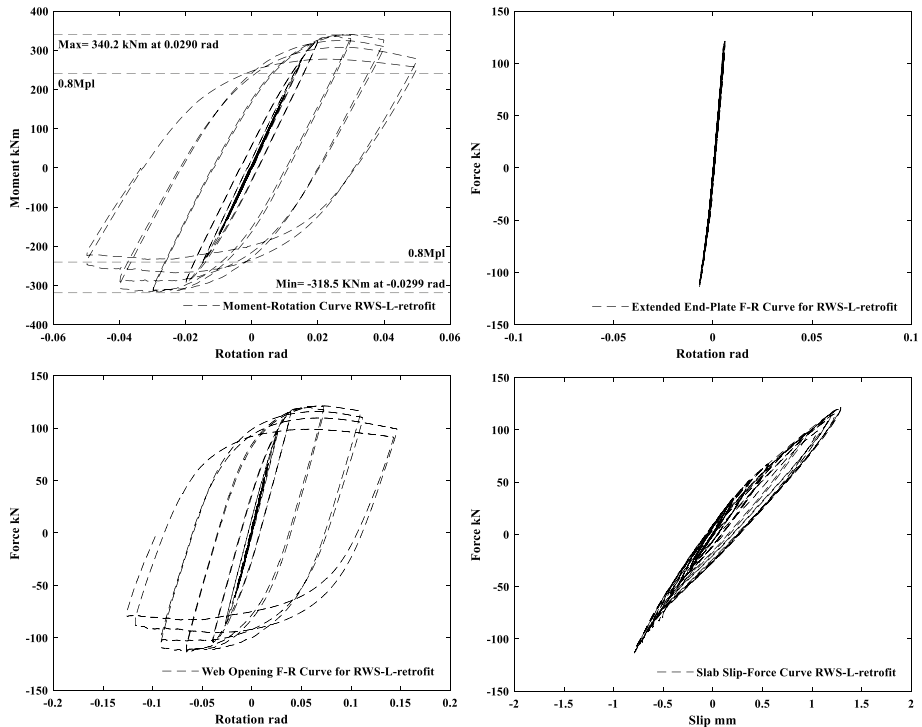 400
300
200
100
0
-100
-200
-300
-400
Moment kNm
Max= 340.2 kNm at 0.0290 rad
0.8Mpl
0.8Mpl
Min= -318.5 KNm at -0.0299 rad
Moment-Rotation Curve RWS-L-retrofit
-0.06 -0.04 -0.02 0 0.02 0.04 0.06
Rotation rad
150
100
50
0
-50
-100
-150
Force kN
Extended End-Plate F-R Curve for RWS-L-retrofit
-0.1 -0.05 0 0.05 0.1
Rotation rad
150
100
50
0
-50
-100
-150
Force kN
Web Opening F-R Curve for RWS-L-retrofit
-0.2 -0.15 -0.1 -0.05 0 0.05 0.1 0.15 0.2
Rotation rad
150
100
50
0
-50
-100
-150
Force kN
Slab Slip-Force Curve RWS-L-retrofit
-2 -1.5 -1 -0.5 0 0.5 1 1.5 2
Slip mm